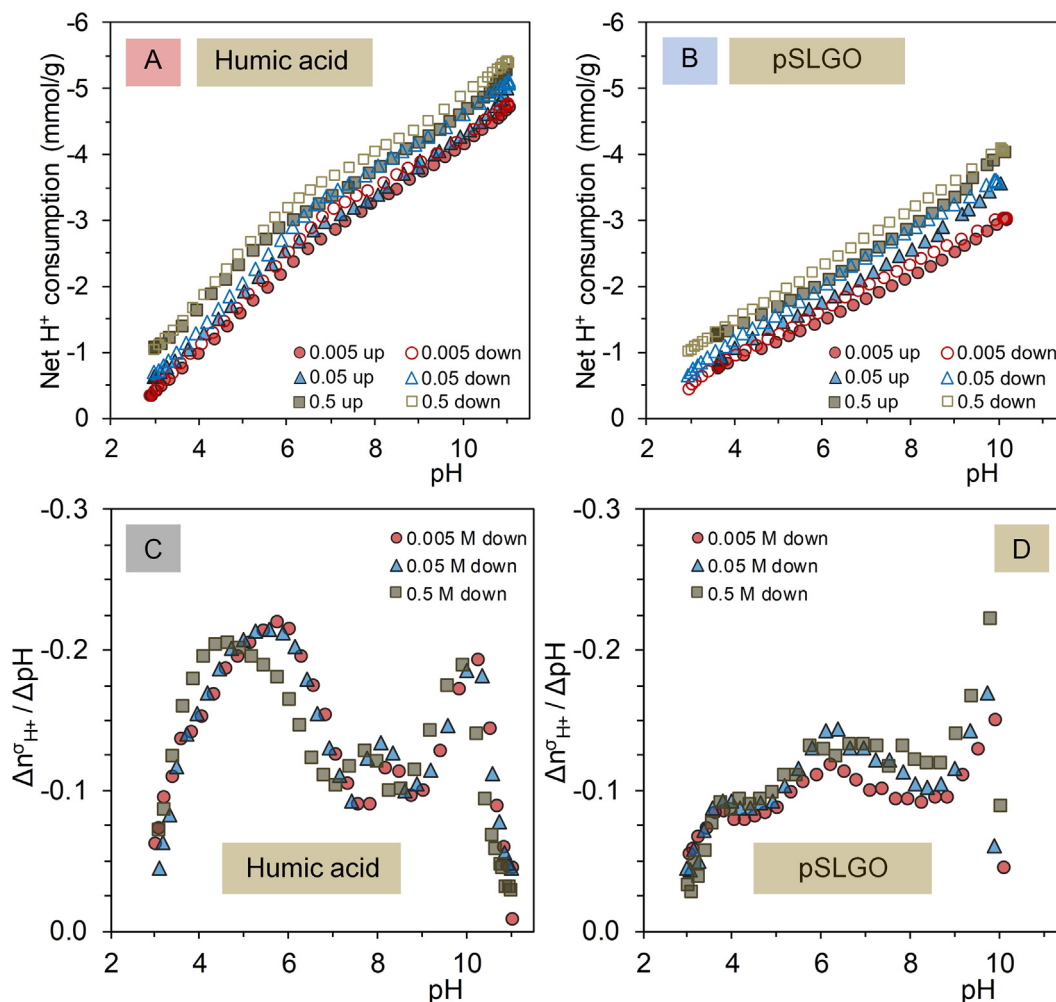 A
Humic acid
Net H⁺ consumption (mmol/g)
-6
-5
-4
-3
-2
-1
0
0.005 up
0.005 down
0.05 up
0.05 down
0.5 up
0.5 down
2
4
6
8
10
pH
B
pSLGO
Net H⁺ consumption (mmol/g)
-6
-5
-4
-3
-2
-1
0
0.005 up
0.005 down
0.05 up
0.05 down
0.5 up
0.5 down
2
4
6
8
10
pH
C
Δn^σ_H+ / ΔpH
-0.3
-0.2
-0.1
0.0
0.005 M down
0.05 M down
0.5 M down
Humic acid
2
4
6
8
10
pH
D
Δn^σ_H+ / ΔpH
-0.3
-0.2
-0.1
0.0
0.005 M down
0.05 M down
0.5 M down
pSLGO
2
4
6
8
10
pH